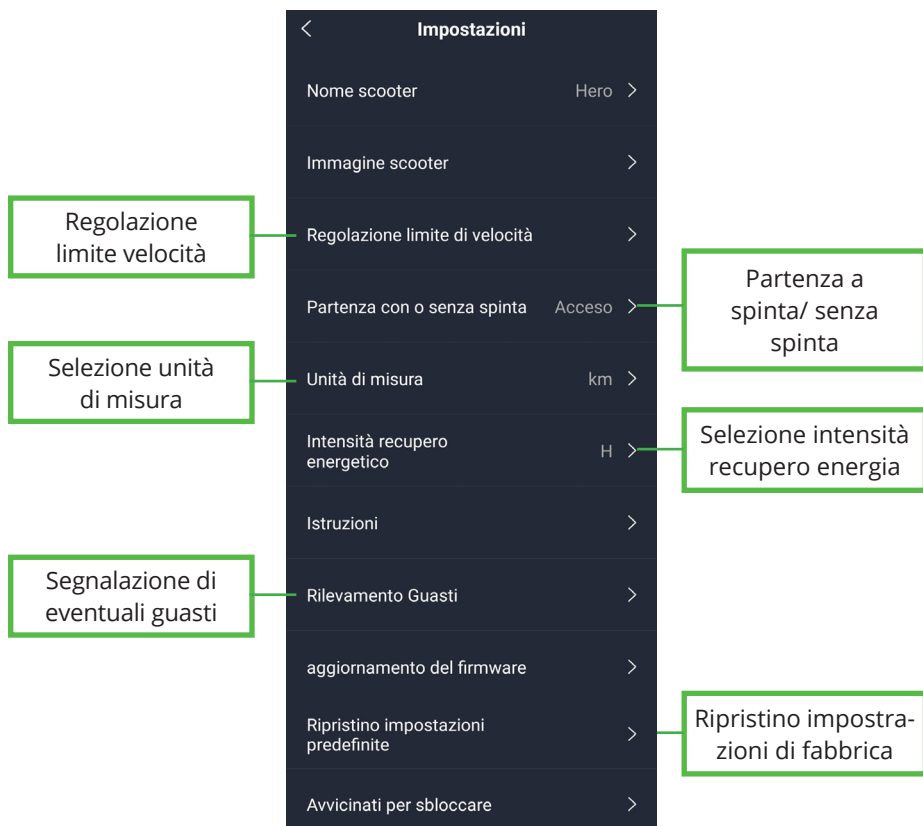 Impostazioni
Nome scooter Hero
Immagine scooter
Regolazione
limite velocità
Regolazione limite di velocità
Partenza con o senza spinta Acceso
Partenza a
spinta/ senza
spinta
Selezione unità
di misura
Unità di misura km
Intensità recupero
energetico
H
Selezione intensità
recupero energia
Istruzioni
Segnalazione di
eventuali guasti
Rilevamento Guasti
aggiornamento del firmware
Ripristino impostazioni
predefinite
Ripristino impostra-
zioni di fabbrica
Avvicinati per sbloccare